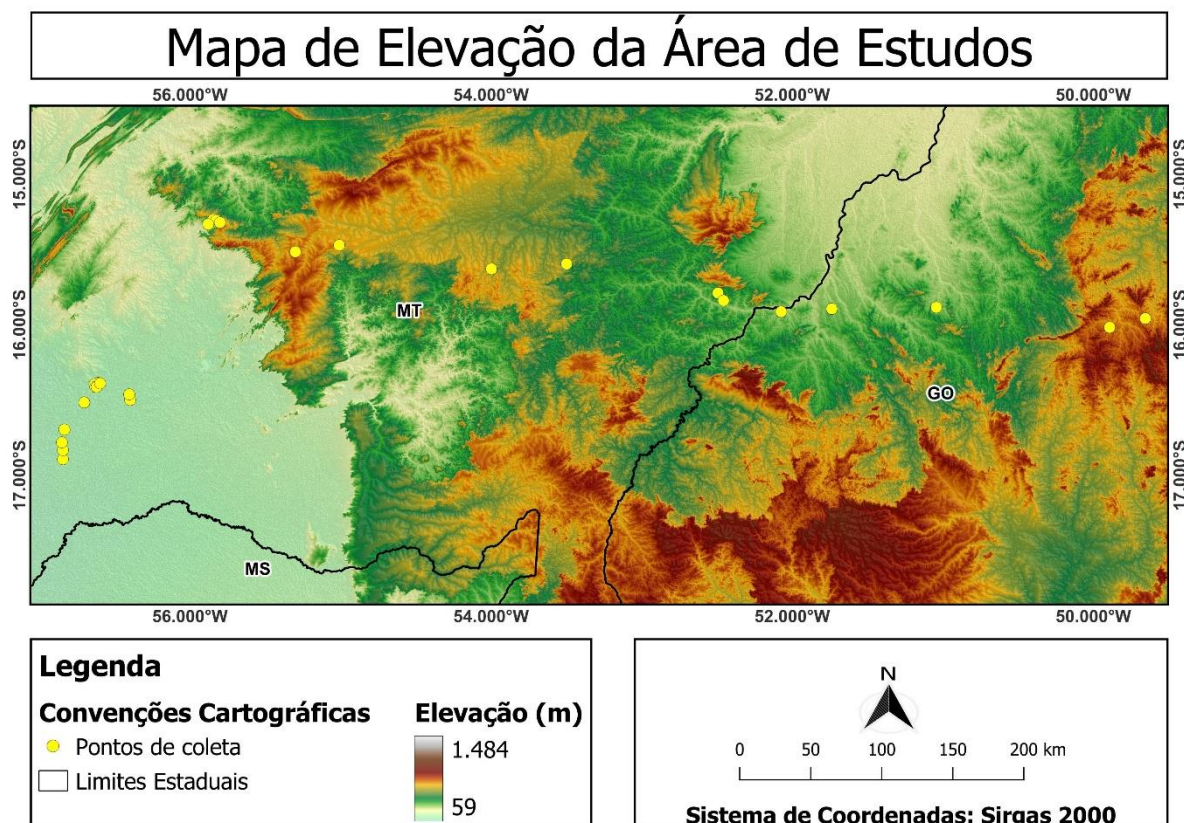 Mapa de Elevação da Área de Estudos
56.000°W 54.000°W 52.000°W 50.000°W
15.000°S 15.000°S
MT
16.000°S 16.000°S
GO
17.000°S 17.000°S
MS
56.000°W 54.000°W 52.000°W 50.000°W
Legenda
Convenções Cartográficas
Pontos de coleta
Limites Estaduais
Elevação (m)
1.484
59
N
0 50 100 150 200 km
Sistema de Coordenadas: Sirgas 2000